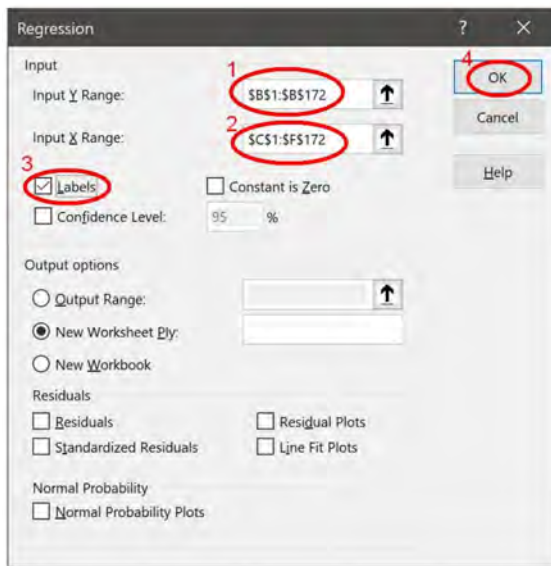 Regression ? ×
Input
1
Input Y Range: $B$1:$B$172
4
OK
2
Input X Range: $C$1:$F$172
Cancel
3
Labels Constant is Zero
Help
Confidence Level: 95 %
Output options
Output Range:
New Worksheet Ply:
New Workbook
Residuals
Residuals Residual Plots
Standardized Residuals Line Fit Plots
Normal Probability
Normal Probability Plots